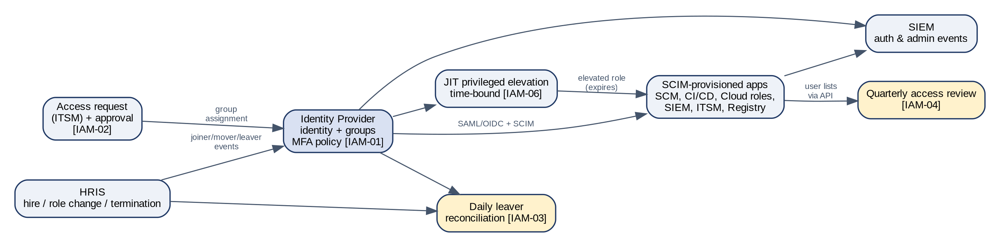 SIEM
auth & admin events
JIT privileged elevation
time-bound [IAM-06]
elevated role
(expires)
SCIM-provisioned apps
SCM, CI/CD, Cloud roles,
SIEM, ITSM, Registry
user lists
via API
Quarterly access review
[IAM-04]
Access request
(ITSM) + approval
[IAM-02]
group
assignment
Identity Provider
identity + groups
MFA policy [IAM-01]
SAML/OIDC + SCIM
joiner/mover/leaver
events
HRIS
hire / role change / termination
Daily leaver
reconciliation [IAM-03]